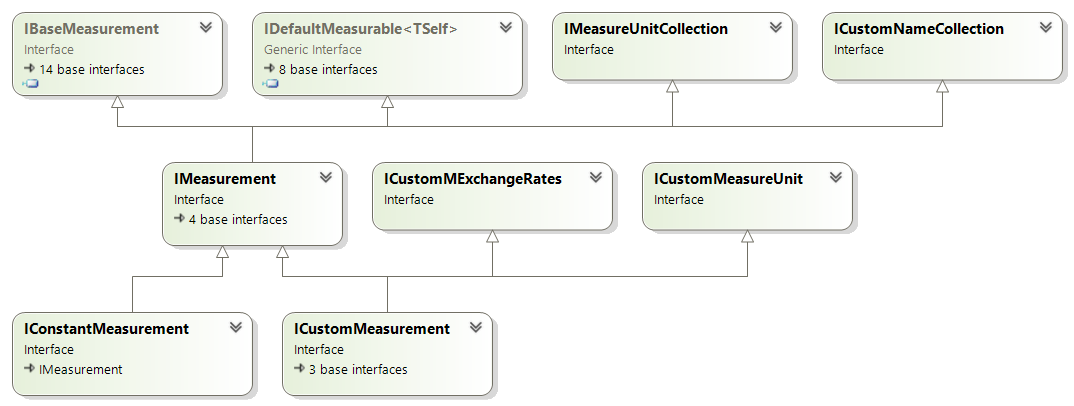 IBaseMeasurement
Interface
14 base interfaces
IDefaultMeasurable<TSelf>
Generic Interface
8 base interfaces
IMeasureUnitCollection
Interface
ICustomNameCollection
Interface
IMeasurement
Interface
4 base interfaces
ICustomMExchangeRates
Interface
ICustomMeasureUnit
Interface
IConstantMeasurement
Interface
IMeasurement
ICustomMeasurement
Interface
3 base interfaces